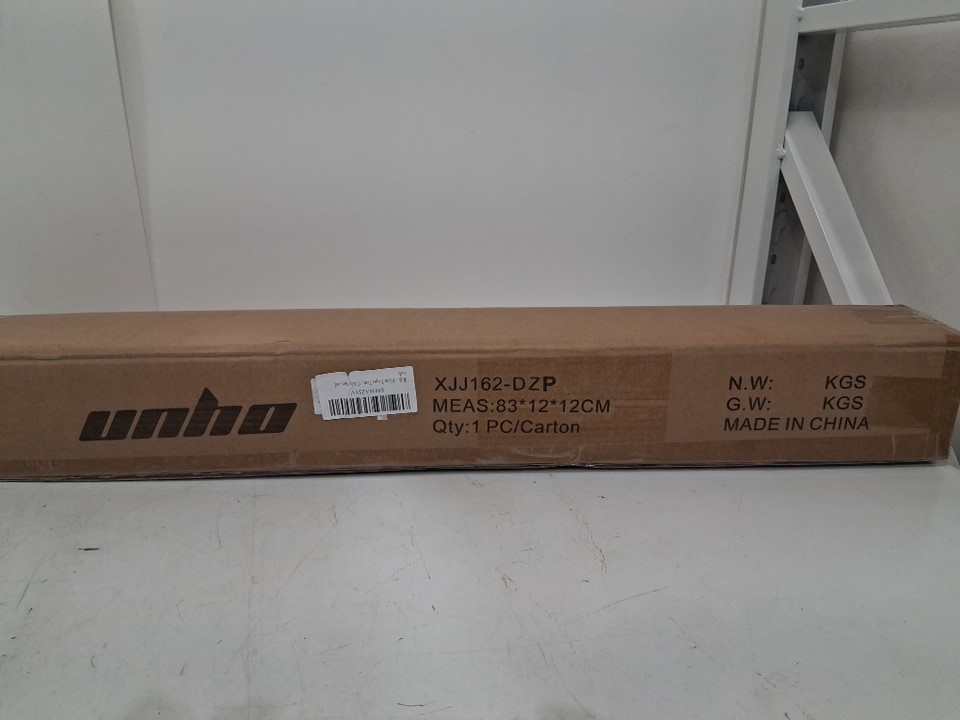 unho
XJJ162-DZP
MEAS:83*12*12CM
Qty:1 PC/Carton
N.W: KGS
G.W: KGS
MADE IN CHINA